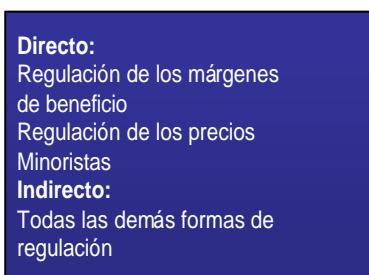 Directo:
Regulación de los márgenes
de beneficio
Regulación de los precios
Minoristas
Indirecto:
Todas las demás formas de
regulación